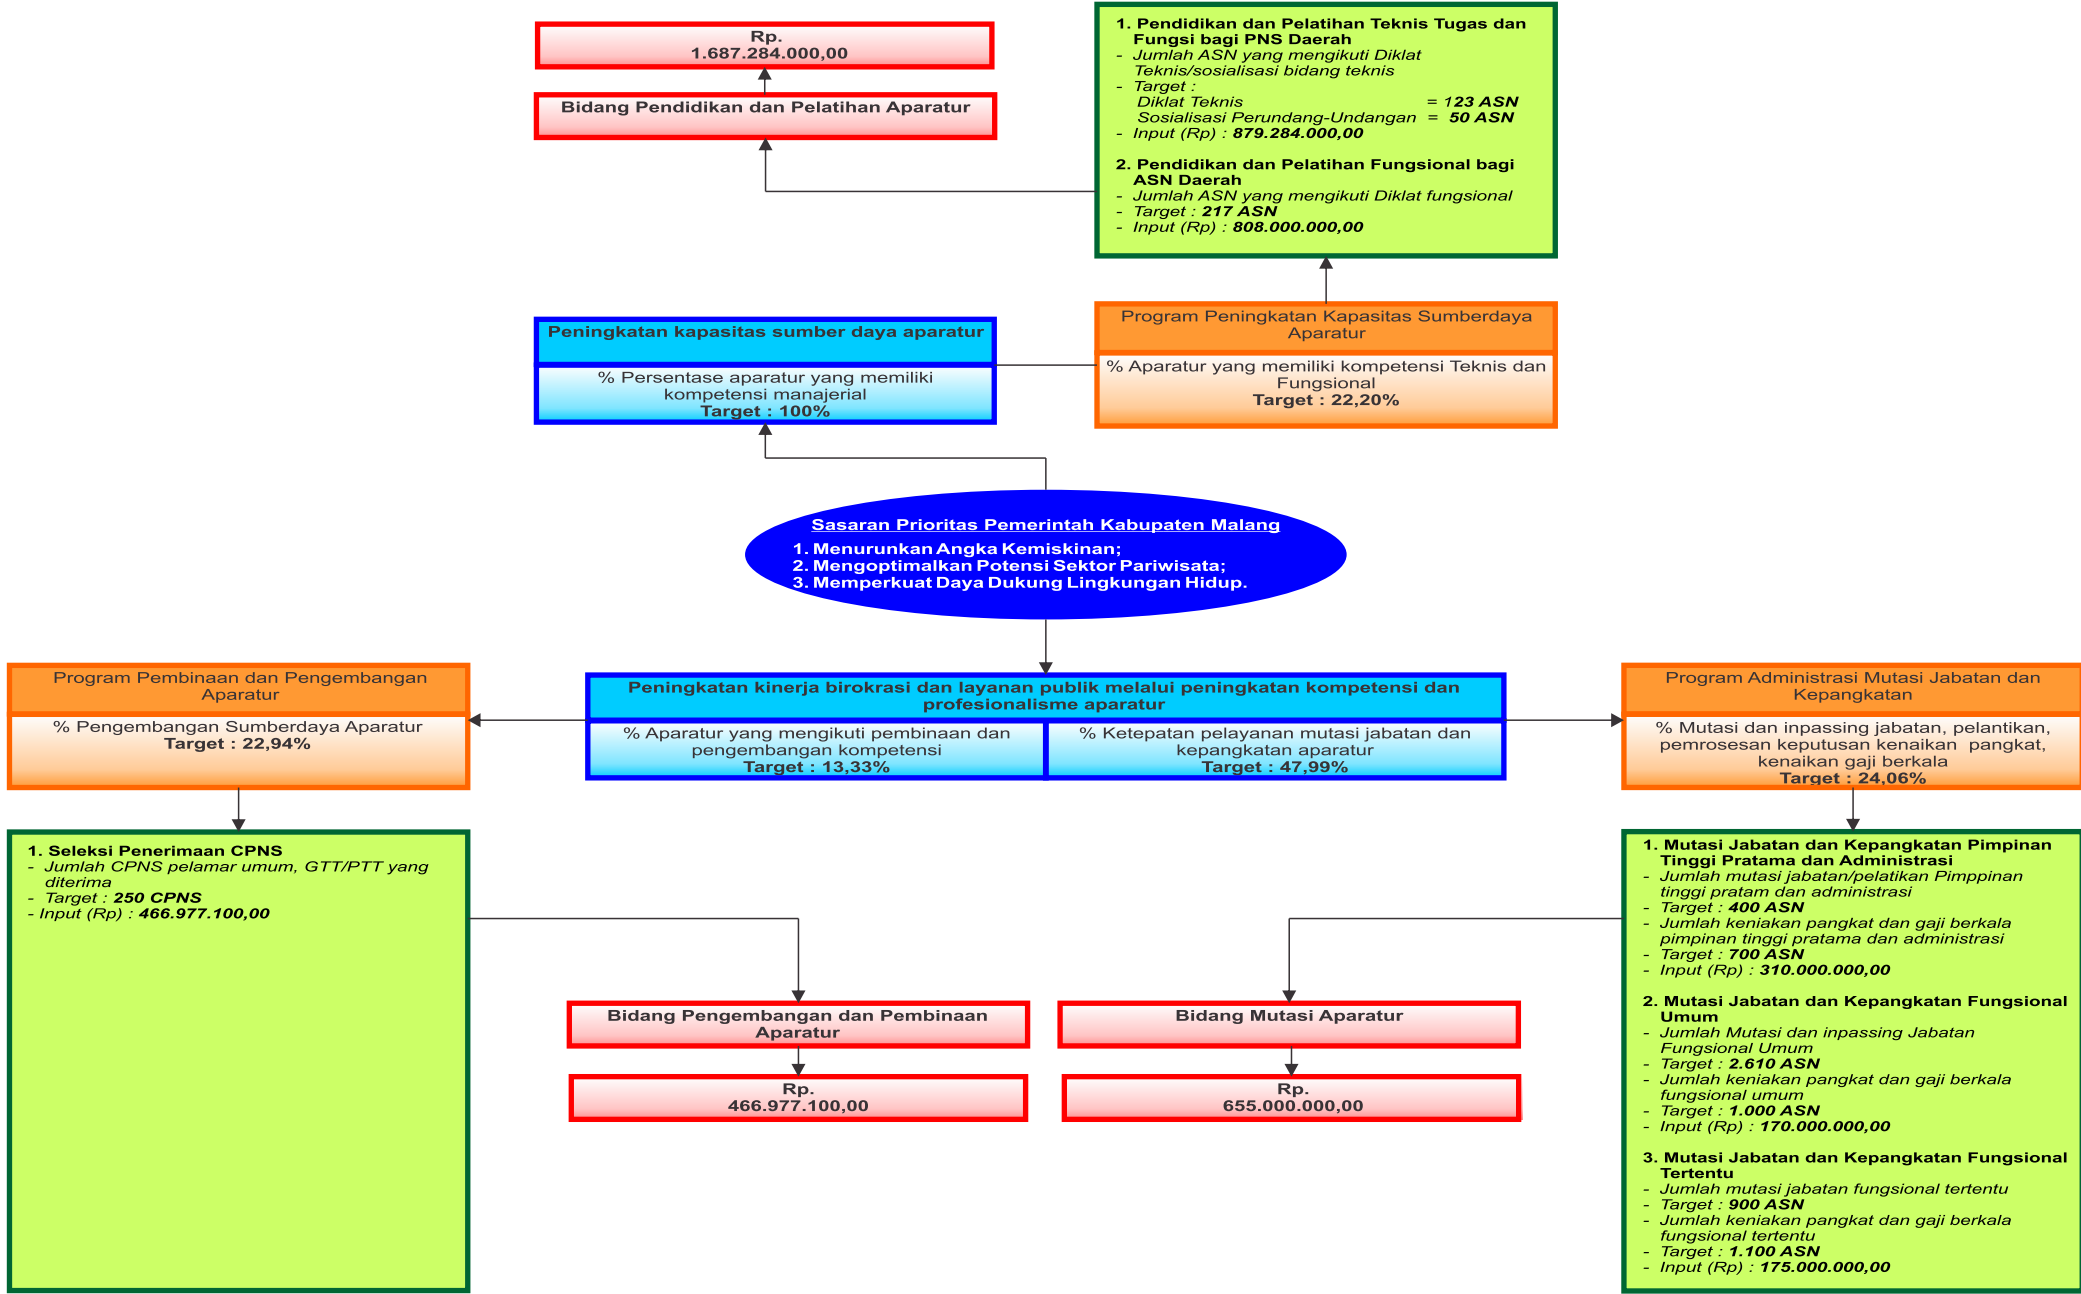 Rp.
1.687.284.000,00
Bidang Pendidikan dan Pelatihan Aparatur
1. Pendidikan dan Pelatihan Teknis Tugas dan
Fungsi bagi PNS Daerah
- Jumlah ASN yang mengikuti Diklat
Teknis/sosialisasi bidang teknis
- Target :
Diklat Teknis = 123 ASN
Sosialisasi Perundang-Undangan = 50 ASN
- Input (Rp) : 879.284.000,00
2. Pendidikan dan Pelatihan Fungsional bagi
ASN Daerah
- Jumlah ASN yang mengikuti Diklat fungsional
- Target : 217 ASN
- Input (Rp) : 808.000.000,00
Peningkatan kapasitas sumber daya aparatur
% Persentase aparatur yang memiliki
kompetensi manajerial
Target : 100%
Program Peningkatan Kapasitas Sumberdaya
Aparatur
% Aparatur yang memiliki kompetensi Teknis dan
Fungsional
Target : 22,20%
Sasaran Prioritas Pemerintah Kabupaten Malang
1. Menurunkan Angka Kemiskinan;
2. Mengoptimalkan Potensi Sektor Pariwisata;
3. Memperkuat Daya Dukung Lingkungan Hidup.
Program Pembinaan dan Pengembangan
Aparatur
% Pengembangan Sumberdaya Aparatur
Target : 22,94%
Peningkatan kinerja birokrasi dan layanan publik melalui peningkatan kompetensi dan
profesionalisme aparatur
% Aparatur yang mengikuti pembinaan dan
pengembangan kompetensi
Target : 13,33%
% Ketepatan pelayanan mutasi jabatan dan
kepangkatan aparatur
Target : 47,99%
Program Administrasi Mutasi Jabatan dan
Kepangkatan
% Mutasi dan inpassing jabatan, pelantikan,
pemrosesan keputusan kenaikan pangkat,
kenaikan gaji berkala
Target : 24,06%
1. Seleksi Penerimaan CPNS
- Jumlah CPNS pelamar umum, GTT/PTT yang
diterima
- Target : 250 CPNS
- Input (Rp) : 466.977.100,00
Bidang Pengembangan dan Pembinaan
Aparatur
Rp.
466.977.100,00
Bidang Mutasi Aparatur
Rp.
655.000.000,00
1. Mutasi Jabatan dan Kepangkatan Pimpinan
Tinggi Pratama dan Administrasi
- Jumlah mutasi jabatan/pelatikan Pimppinan
tinggi pratam dan administrasi
- Target : 400 ASN
- Jumlah keniakan pangkat dan gaji berkala
pimpinan tinggi pratama dan administrasi
- Target : 700 ASN
- Input (Rp) : 310.000.000,00
2. Mutasi Jabatan dan Kepangkatan Fungsional
Umum
- Jumlah Mutasi dan inpassing Jabatan
Fungsional Umum
- Target : 2.610 ASN
- Jumlah keniakan pangkat dan gaji berkala
fungsional umum
- Target : 1.000 ASN
- Input (Rp) : 170.000.000,00
3. Mutasi Jabatan dan Kepangkatan Fungsional
Tertentu
- Jumlah mutasi jabatan fungsional tertentu
- Target : 900 ASN
- Jumlah keniakan pangkat dan gaji berkala
fungsional tertentu
- Target : 1.100 ASN
- Input (Rp) : 175.000.000,00